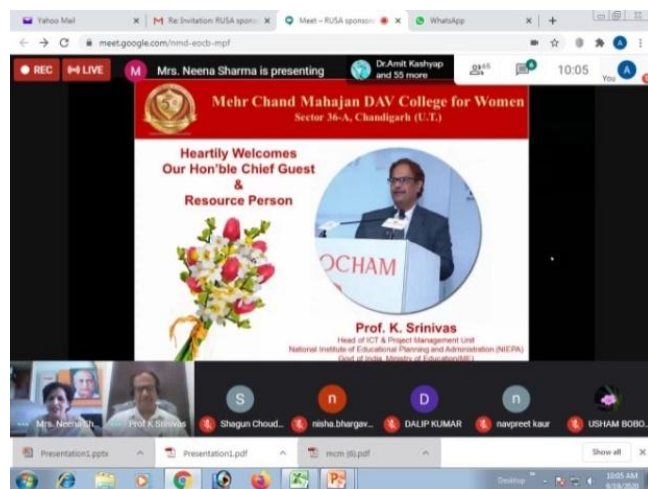 Yahoo Mail
Re: Invitation: RUSA sponso
Meet – RUSA sponsor
WhatsApp
meet.google.com/nmd-eocb-mpf
REC
LIVE
M
Mrs. Neena Sharma is presenting
Dr.Amit Kashyap
and 55 more
10:05
You
A
Mehr Chand Mahajan DAV College for Women
Sector 36-A, Chandigarh (U.T.)
Heartily Welcomes
Our Hon'ble Chief Guest
&
Resource Person
OCHAM
Prof. K. Srinivas
Head of ICT & Project Management Unit
National Institute of Educational Planning and Administration (NIEPA)
Govt of India, Ministry of Education(ME)
Mrs. Neena Sh...
Prof K Srinivas
S
Shagun Choud...
n
nisha.bhargav...
D
DALIP KUMAR
n
navpreet kaur
USHAM BOBO...
Presentation1.pptx
Presentation1.pdf
Show all
Desktop
10:05 AM